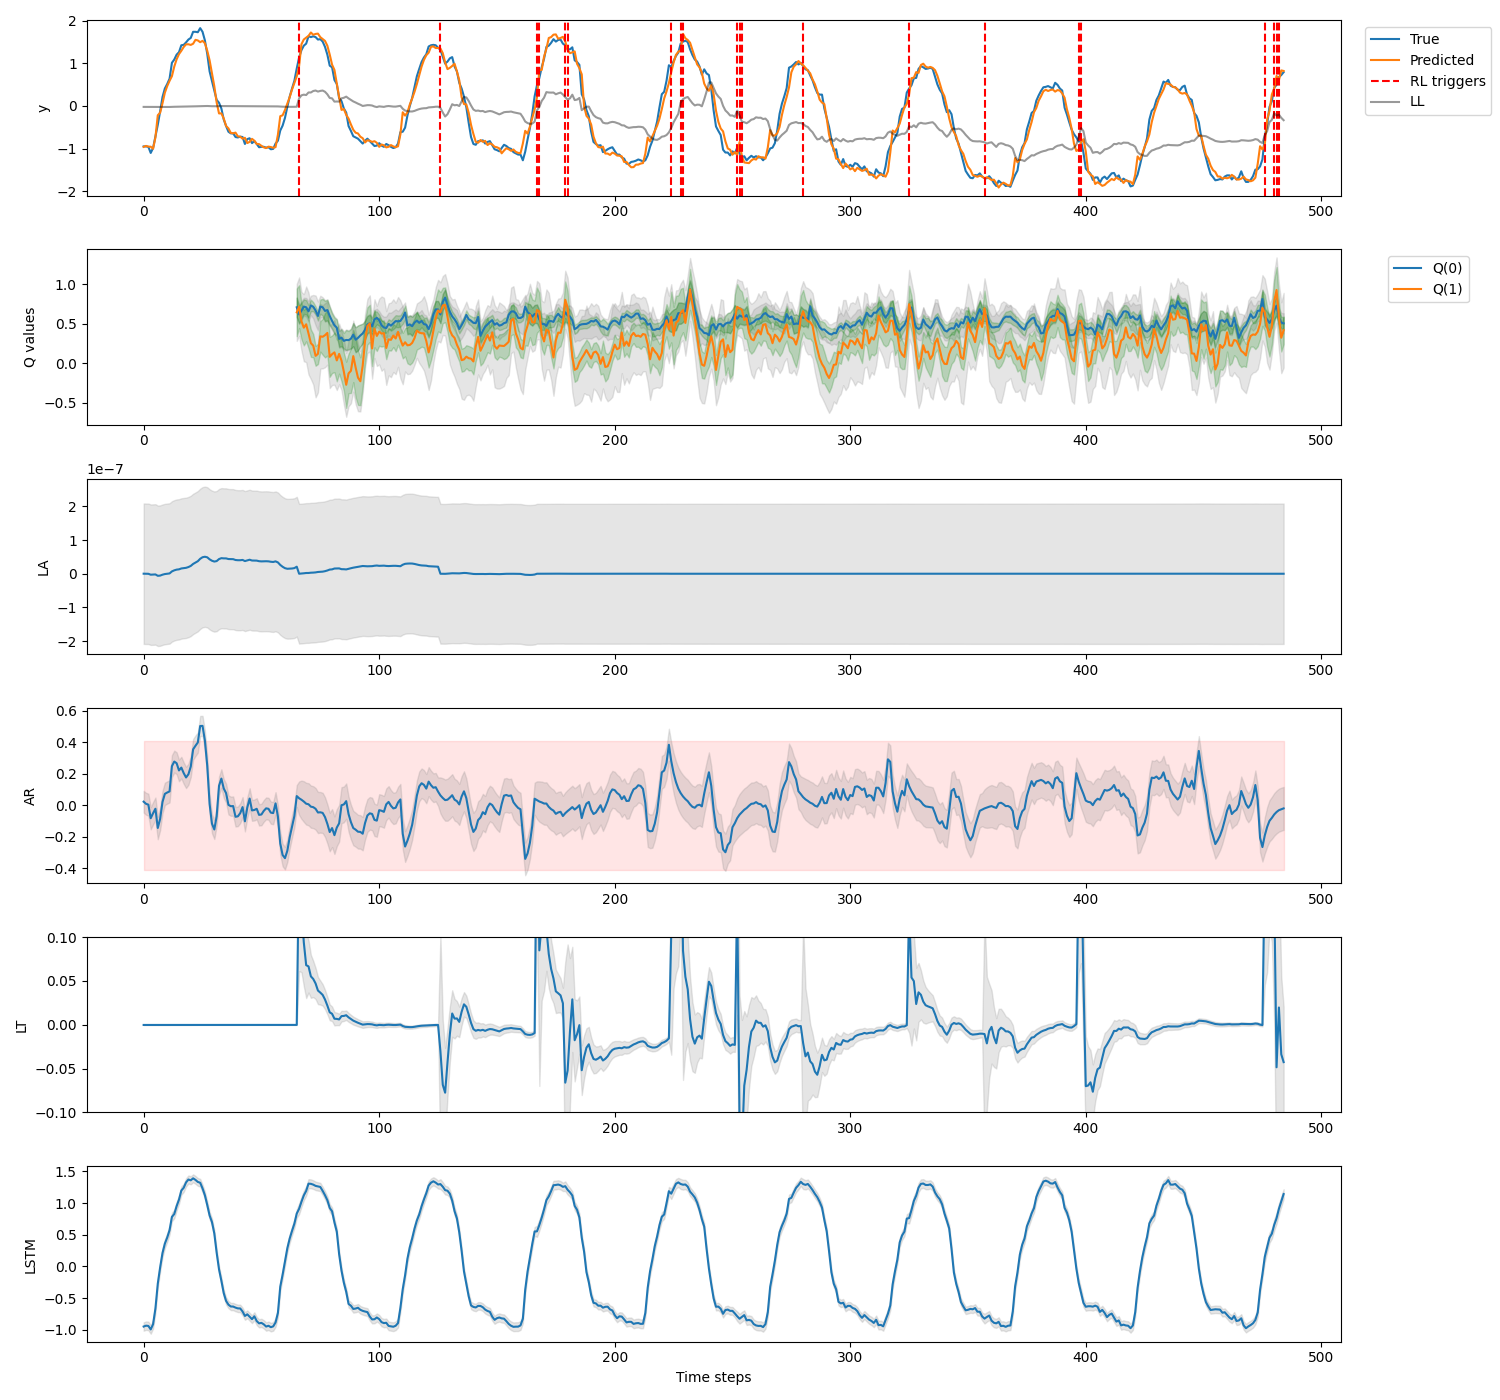 y
2
1
0
−1
−2
0 100 200 300 400 500
True
Predicted
RL triggers
LL
Q values
1.0
0.5
0.0
−0.5
0 100 200 300 400 500
Q(0)
Q(1)
1e−7
LA
2
1
0
−1
−2
0 100 200 300 400 500
AR
0.6
0.4
0.2
0.0
−0.2
−0.4
0 100 200 300 400 500
LT
0.10
0.05
0.00
−0.05
−0.10
0 100 200 300 400 500
LSTM
1.5
1.0
0.5
0.0
−0.5
−1.0
0 100 200 300 400 500
Time steps